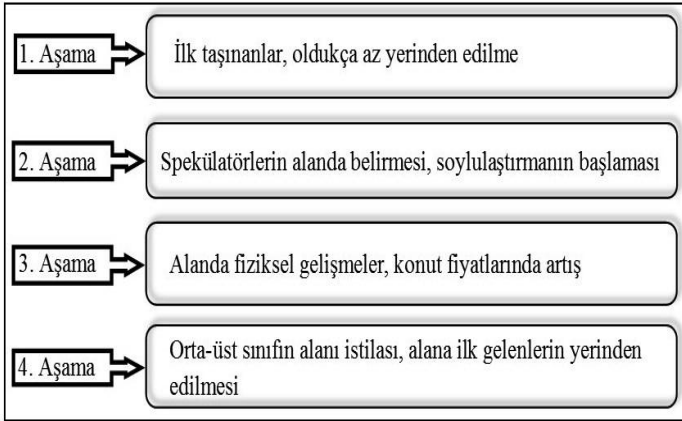 1. Aşama
İlk taşınanlar, oldukça az yerinden edilme
2. Aşama
Spekülatörlerin alanda belirmesi, soylulaştırmanın başlaması
3. Aşama
Alanda fiziksel gelişmeler, konut fiyatlarında artış
4. Aşama
Orta-üst sınıfın alanı istilası, alana ilk gelenlerin yerinden
edilmesi